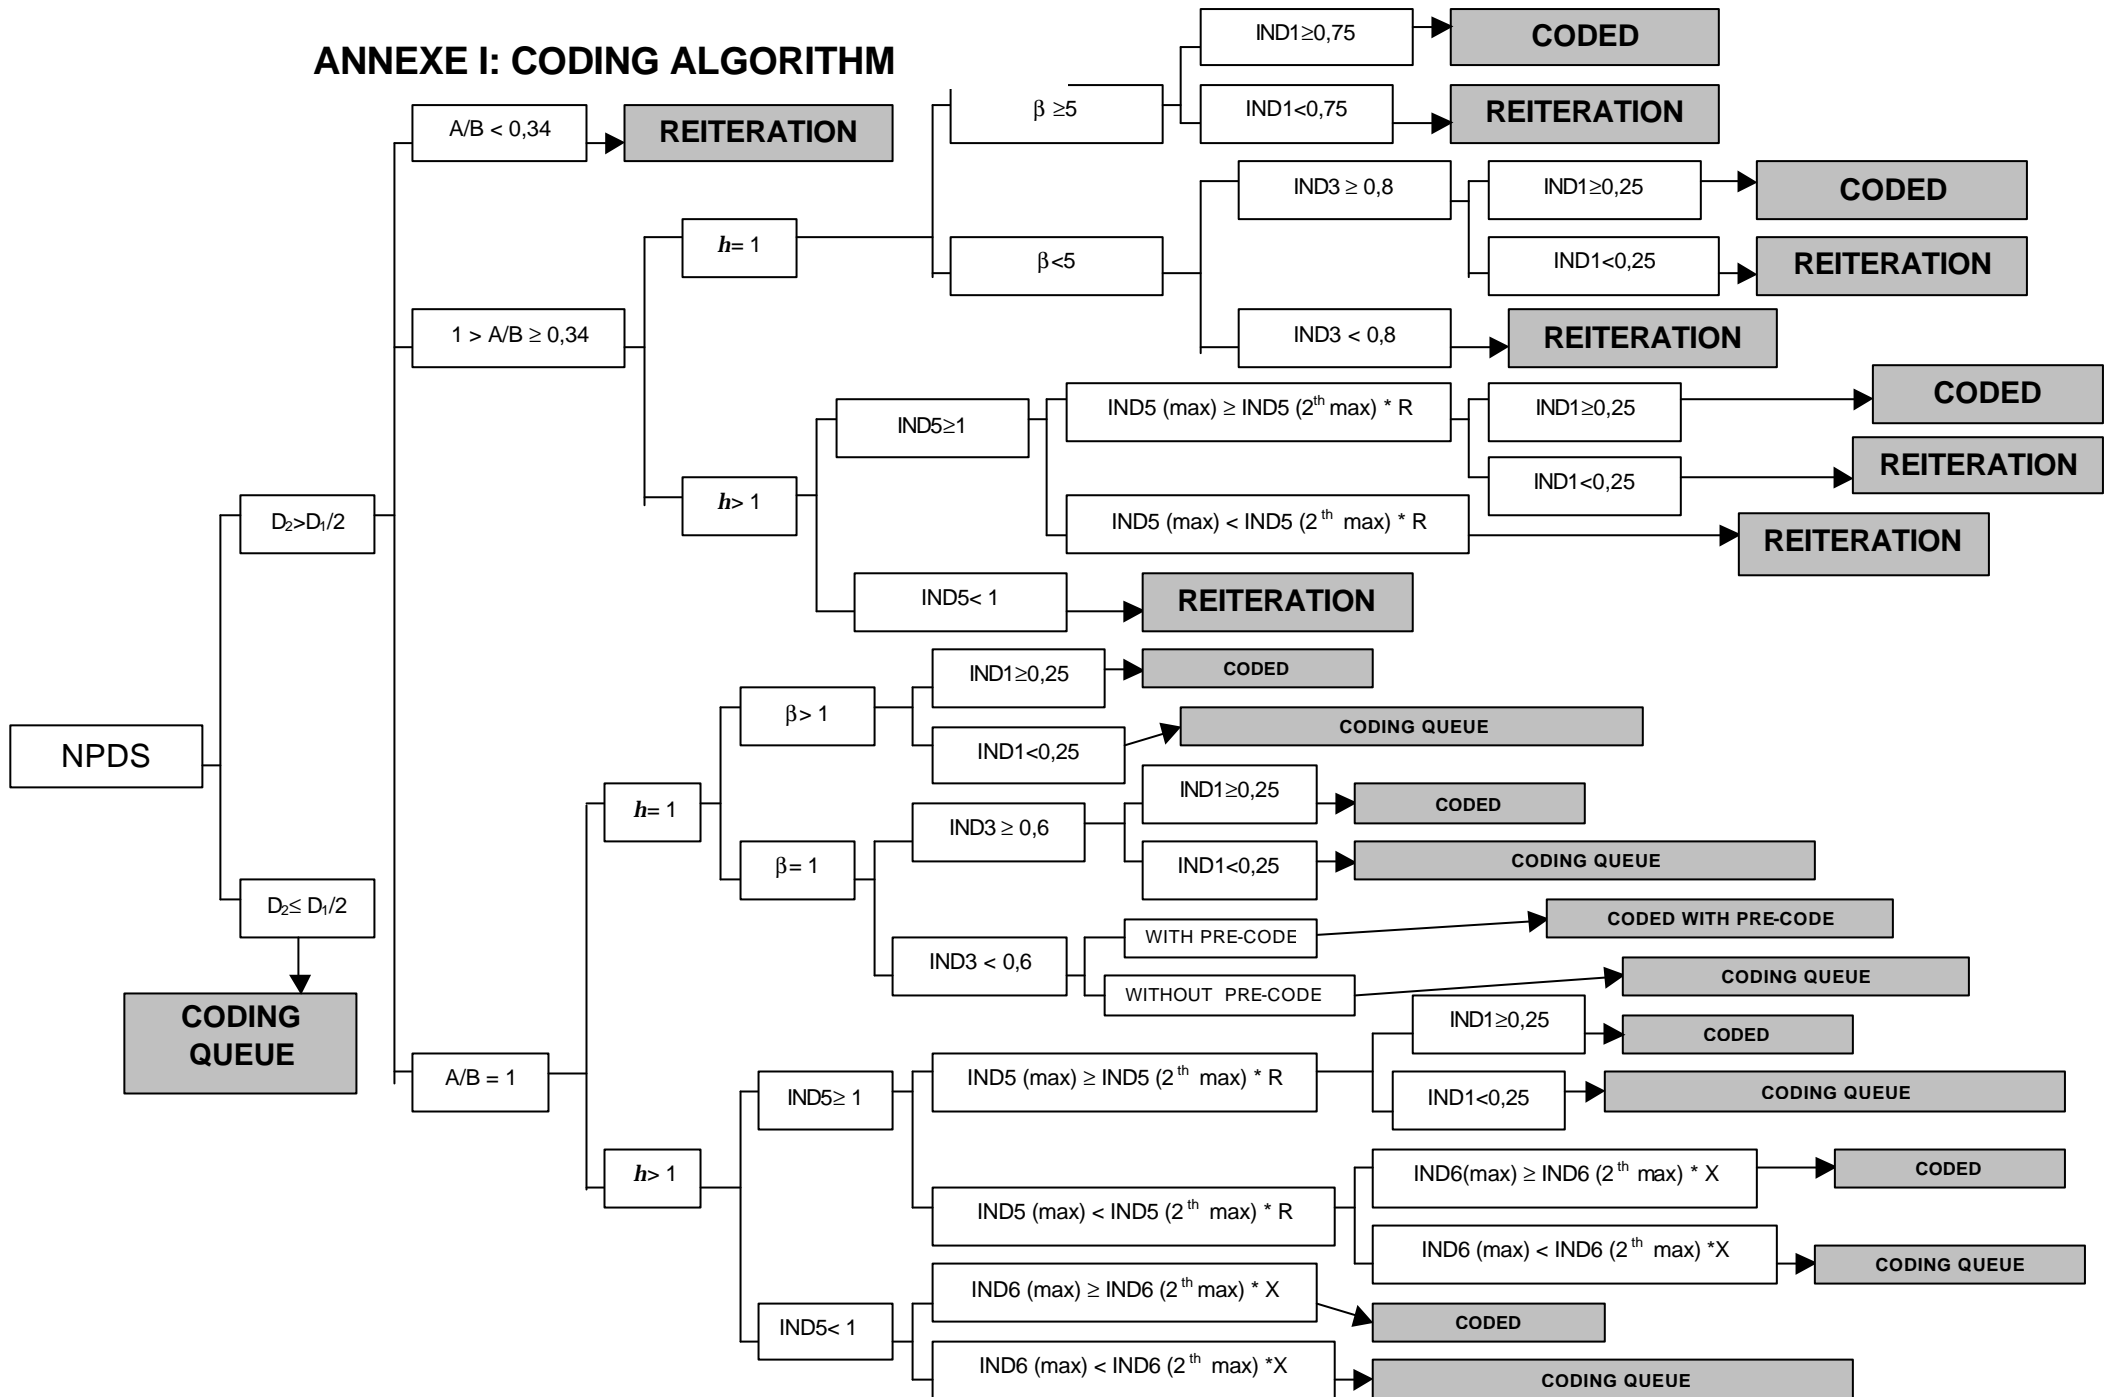 ANNEXE I: CODING ALGORITHM
IND1≥0,75
CODED
β ≥5
IND1<0,75
REITERATION
A/B < 0,34
REITERATION
IND3 ≥ 0,8
IND1≥0,25
CODED
h= 1
β<5
IND1<0,25
REITERATION
1 > A/B ≥ 0,34
IND3 < 0,8
REITERATION
IND5≥1
IND5 (max) ≥ IND5 (2th max) * R
IND1≥0,25
CODED
IND1<0,25
REITERATION
h> 1
IND5 (max) < IND5 (2th max) * R
REITERATION
D2>D1/2
IND5< 1
REITERATION
IND1≥0,25
CODED
β> 1
IND1<0,25
CODING QUEUE
NPDS
h= 1
IND3 ≥ 0,6
IND1≥0,25
CODED
β= 1
IND1<0,25
CODING QUEUE
D2≤ D1/2
IND3 < 0,6
WITH PRE-CODE
CODED WITH PRE-CODE
WITHOUT PRE-CODE
CODING QUEUE
CODING
QUEUE
A/B = 1
IND5≥ 1
IND5 (max) ≥ IND5 (2th max) * R
IND1≥0,25
CODED
IND1<0,25
CODING QUEUE
h> 1
IND5 (max) < IND5 (2th max) * R
IND6(max) ≥ IND6 (2th max) * X
CODED
IND6 (max) < IND6 (2th max) *X
CODING QUEUE
IND5< 1
IND6 (max) ≥ IND6 (2th max) * X
CODED
IND6 (max) < IND6 (2th max) *X
CODING QUEUE